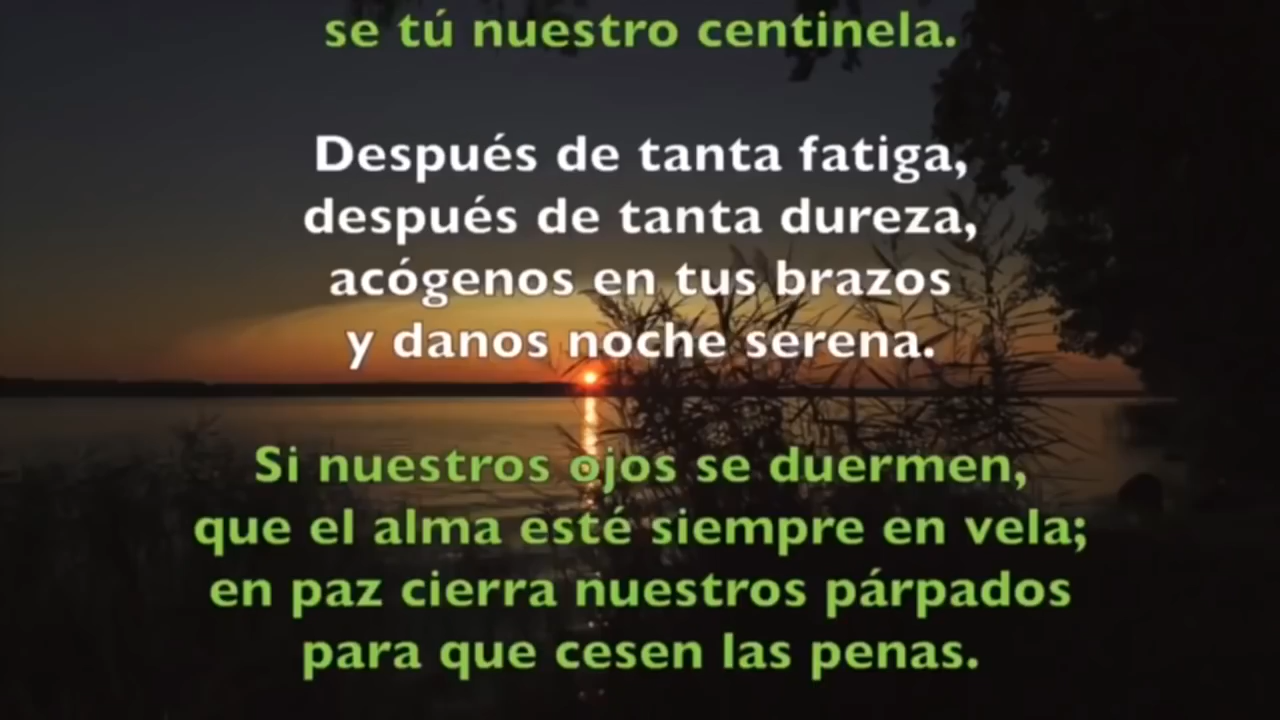 se tú nuestro centinela.
Después de tanta fatiga,
después de tanta dureza,
acógenos en tus brazos
y danos noche serena.
Si nuestros ojos se duermen,
que el alma esté siempre en vela;
en paz cierra nuestros párpados
para que cesen las penas.